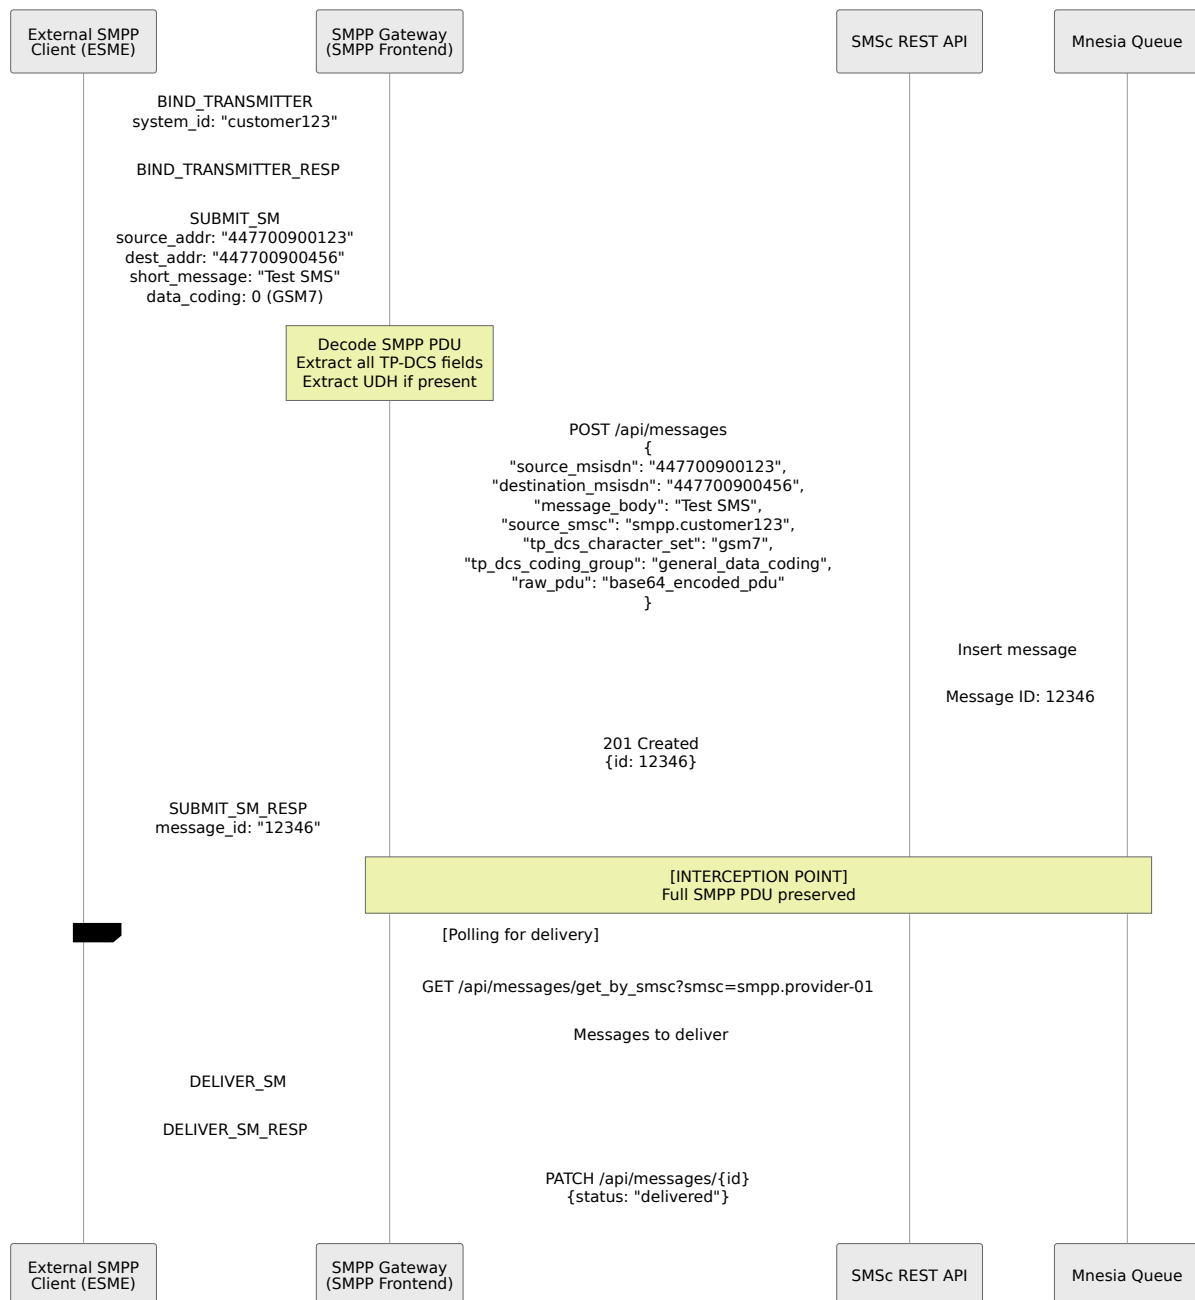 External SMPP
Client (ESME)
SMPP Gateway
(SMPP Frontend)
SMSc REST API
Mnesia Queue
BIND_TRANSMITTER
system_id: "customer123"
BIND_TRANSMITTER_RESP
SUBMIT_SM
source_addr: "447700900123"
dest_addr: "447700900456"
short_message: "Test SMS"
data_coding: 0 (GSM7)
Decode SMPP PDU
Extract all TP-DCS fields
Extract UDH if present
POST /api/messages
{
"source_msisdn": "447700900123",
"destination_msisdn": "447700900456",
"message_body": "Test SMS",
"source_smsc": "smpp.customer123",
"tp_dcs_character_set": "gsm7",
"tp_dcs_coding_group": "general_data_coding",
"raw_pdu": "base64_encoded_pdu"
}
Insert message
Message ID: 12346
201 Created
{id: 12346}
SUBMIT_SM_RESP
message_id: "12346"
[INTERCEPTION POINT]
Full SMPP PDU preserved
[Polling for delivery]
GET /api/messages/get_by_smsc?smsc=smpp.provider-01
Messages to deliver
DELIVER_SM
DELIVER_SM_RESP
PATCH /api/messages/{id}
{status: "delivered"}
External SMPP
Client (ESME)
SMPP Gateway
(SMPP Frontend)
SMSc REST API
Mnesia Queue